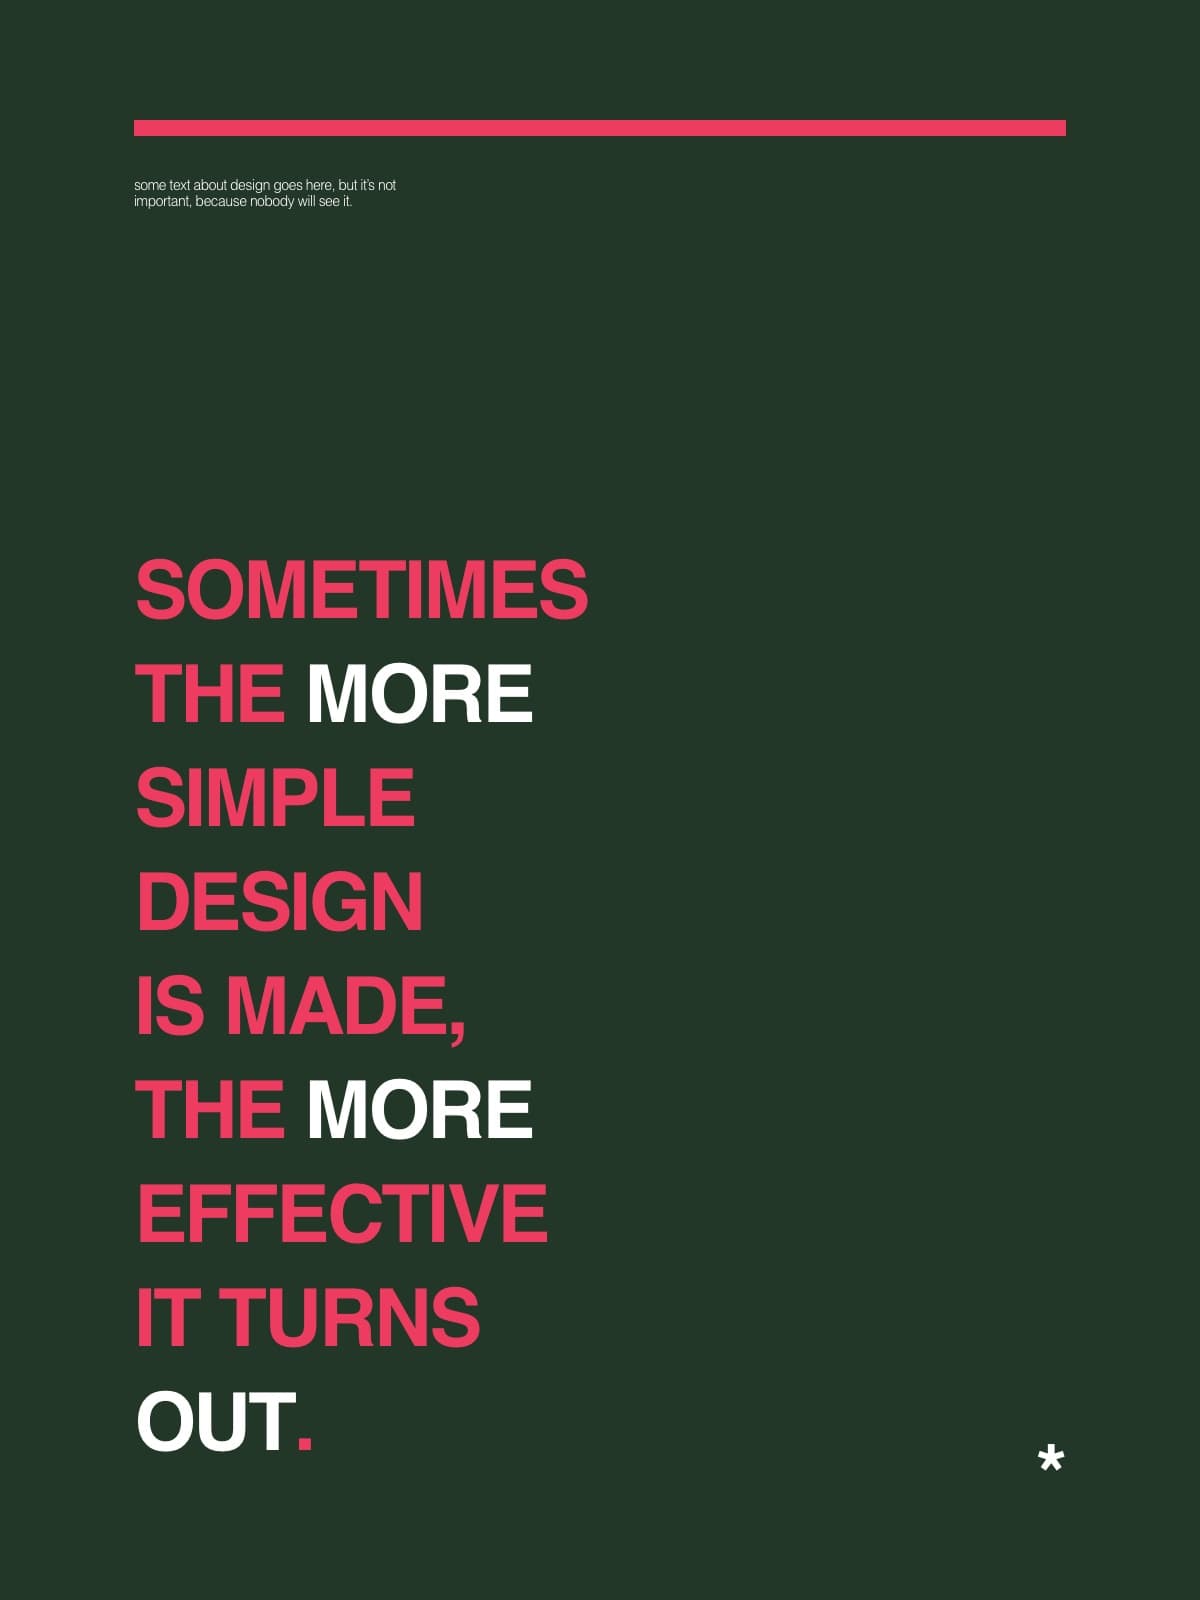 some text about design goes here, but it's not
important, because nobody will see it.
SOMETIMES
THE MORE
SIMPLE
DESIGN
IS MADE,
THE MORE
EFFECTIVE
IT TURNS
OUT.
*